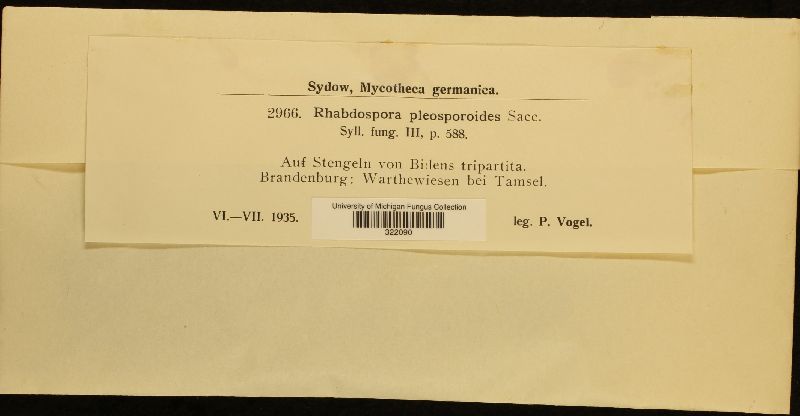 Sydow, Mycotheca germanica.
2966. Rhabdospora pleosporoides Sacc.
Syll. fung. III, p. 588.
Auf Stengeln von Bidens tripartita.
Brandenburg: Warthewiesen bei Tamsel.
VI.—VII. 1935.
University of Michigan Fungus Collection
322090
leg. P. Vogel.